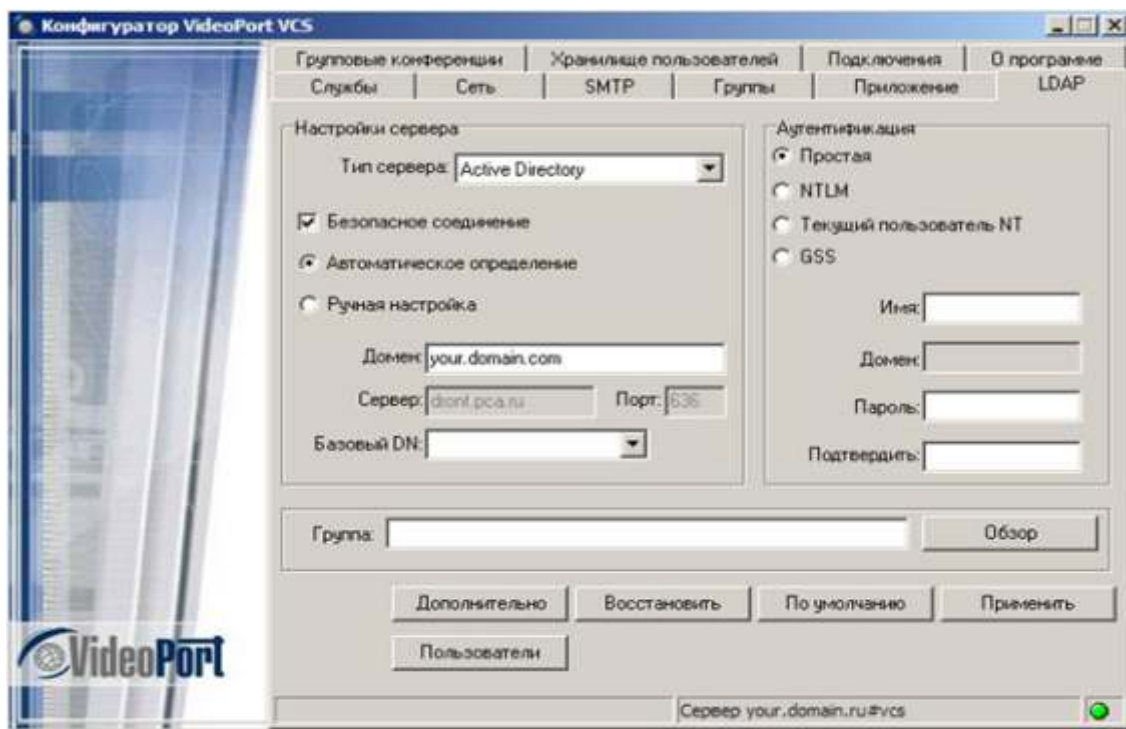 Конфигуратор VideoPort VCS
Групповые конференции Хранилище пользователей Подключения О программе
Службы Сеть SMTP Группы Приложение LDAP
Настройки сервера
Тип сервера: Active Directory
Безопасное соединение
Автоматическое определение
Ручная настройка
Домен: your.domain.com
Сервер: dront.pca.ru Порт: 636
Базовый DN:
Аутентификация
Простая
NTLM
Текущий пользователь NT
GSS
Имя:
Домен:
Пароль:
Подтвердить:
Группа: Обзор
Дополнительно Восстановить По умолчанию Применить
Пользователи
VideoPort
Сервер your.domain.ru#vcs